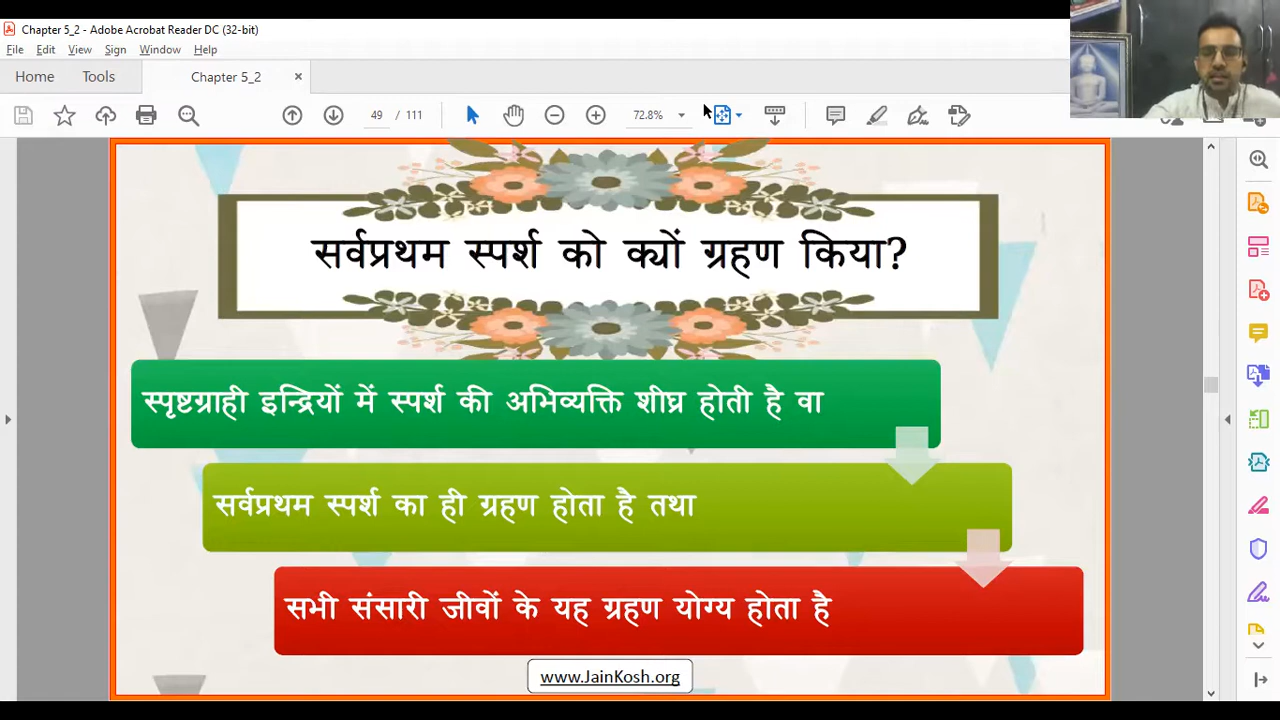 Chapter 5_2 - Adobe Acrobat Reader DC (32-bit)
File Edit View Sign Window Help
Home Tools Chapter 5_2 ×
49 / 111 72.8%
सर्वप्रथम स्पर्श को क्यों ग्रहण किया?
स्पृष्टग्राही इन्द्रियों में स्पर्श की अभिव्यक्ति शीघ्र होती है वा
सर्वप्रथम स्पर्श का ही ग्रहण होता है तथा
सभी संसारी जीवों के यह ग्रहण योग्य होता है
www.JainKosh.org